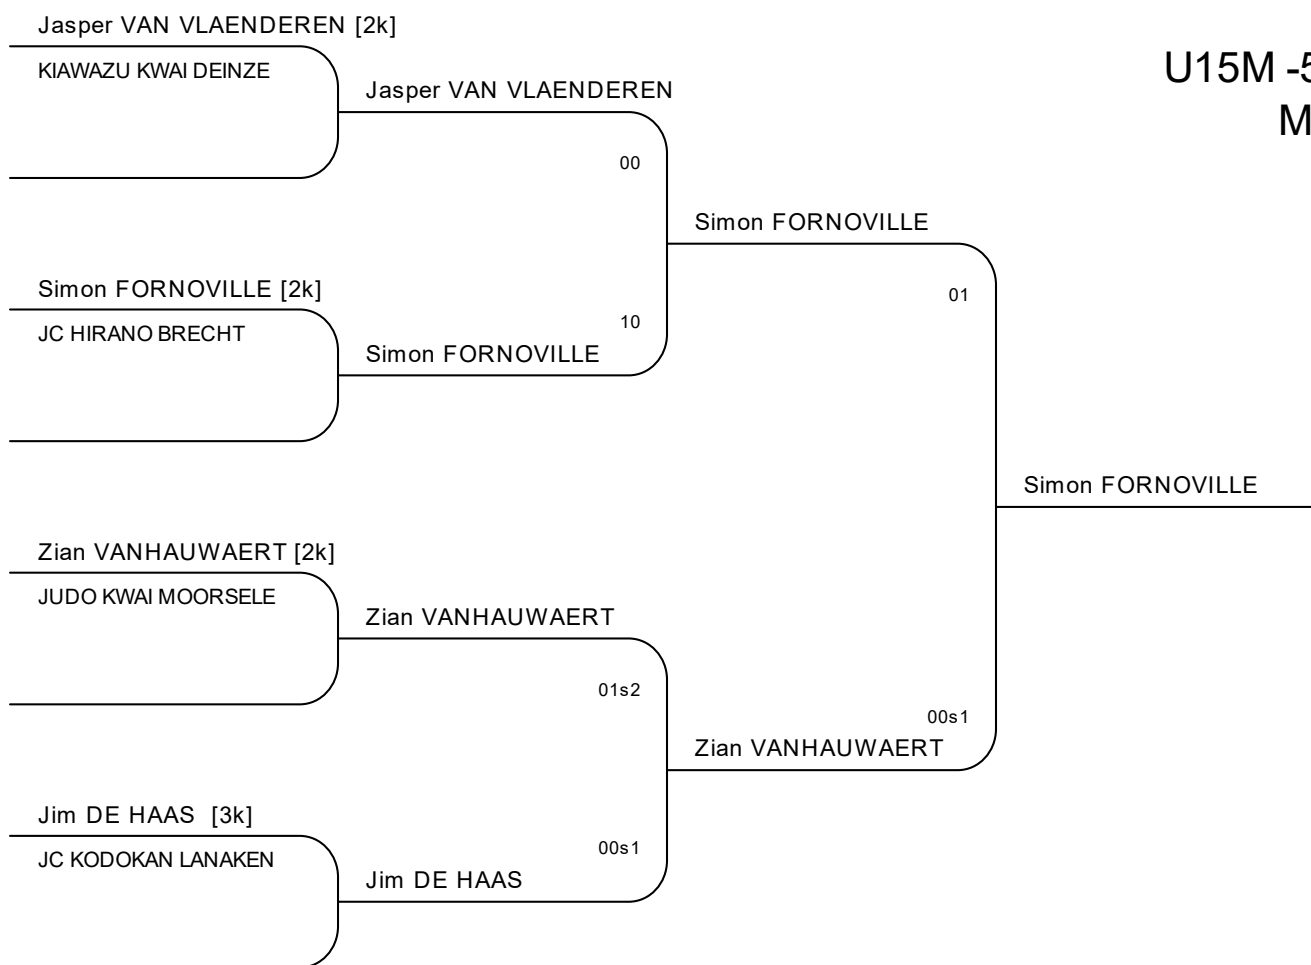 Jasper VAN VLAENDEREN [2k]
KIAWAZU KWAI DEINZE
U15M -5
M
Jasper VAN VLAENDEREN
00
Simon FORNOVILLE
Simon FORNOVILLE [2k]
01
10
JC HIRANO BRECHT
Simon FORNOVILLE
Simon FORNOVILLE
Zian VANHAUWAERT [2k]
JUDO KWAI MOORSELE
Zian VANHAUWAERT
01s2
00s1
Zian VANHAUWAERT
Jim DE HAAS [3k]
00s1
JC KODOKAN LANAKEN
Jim DE HAAS